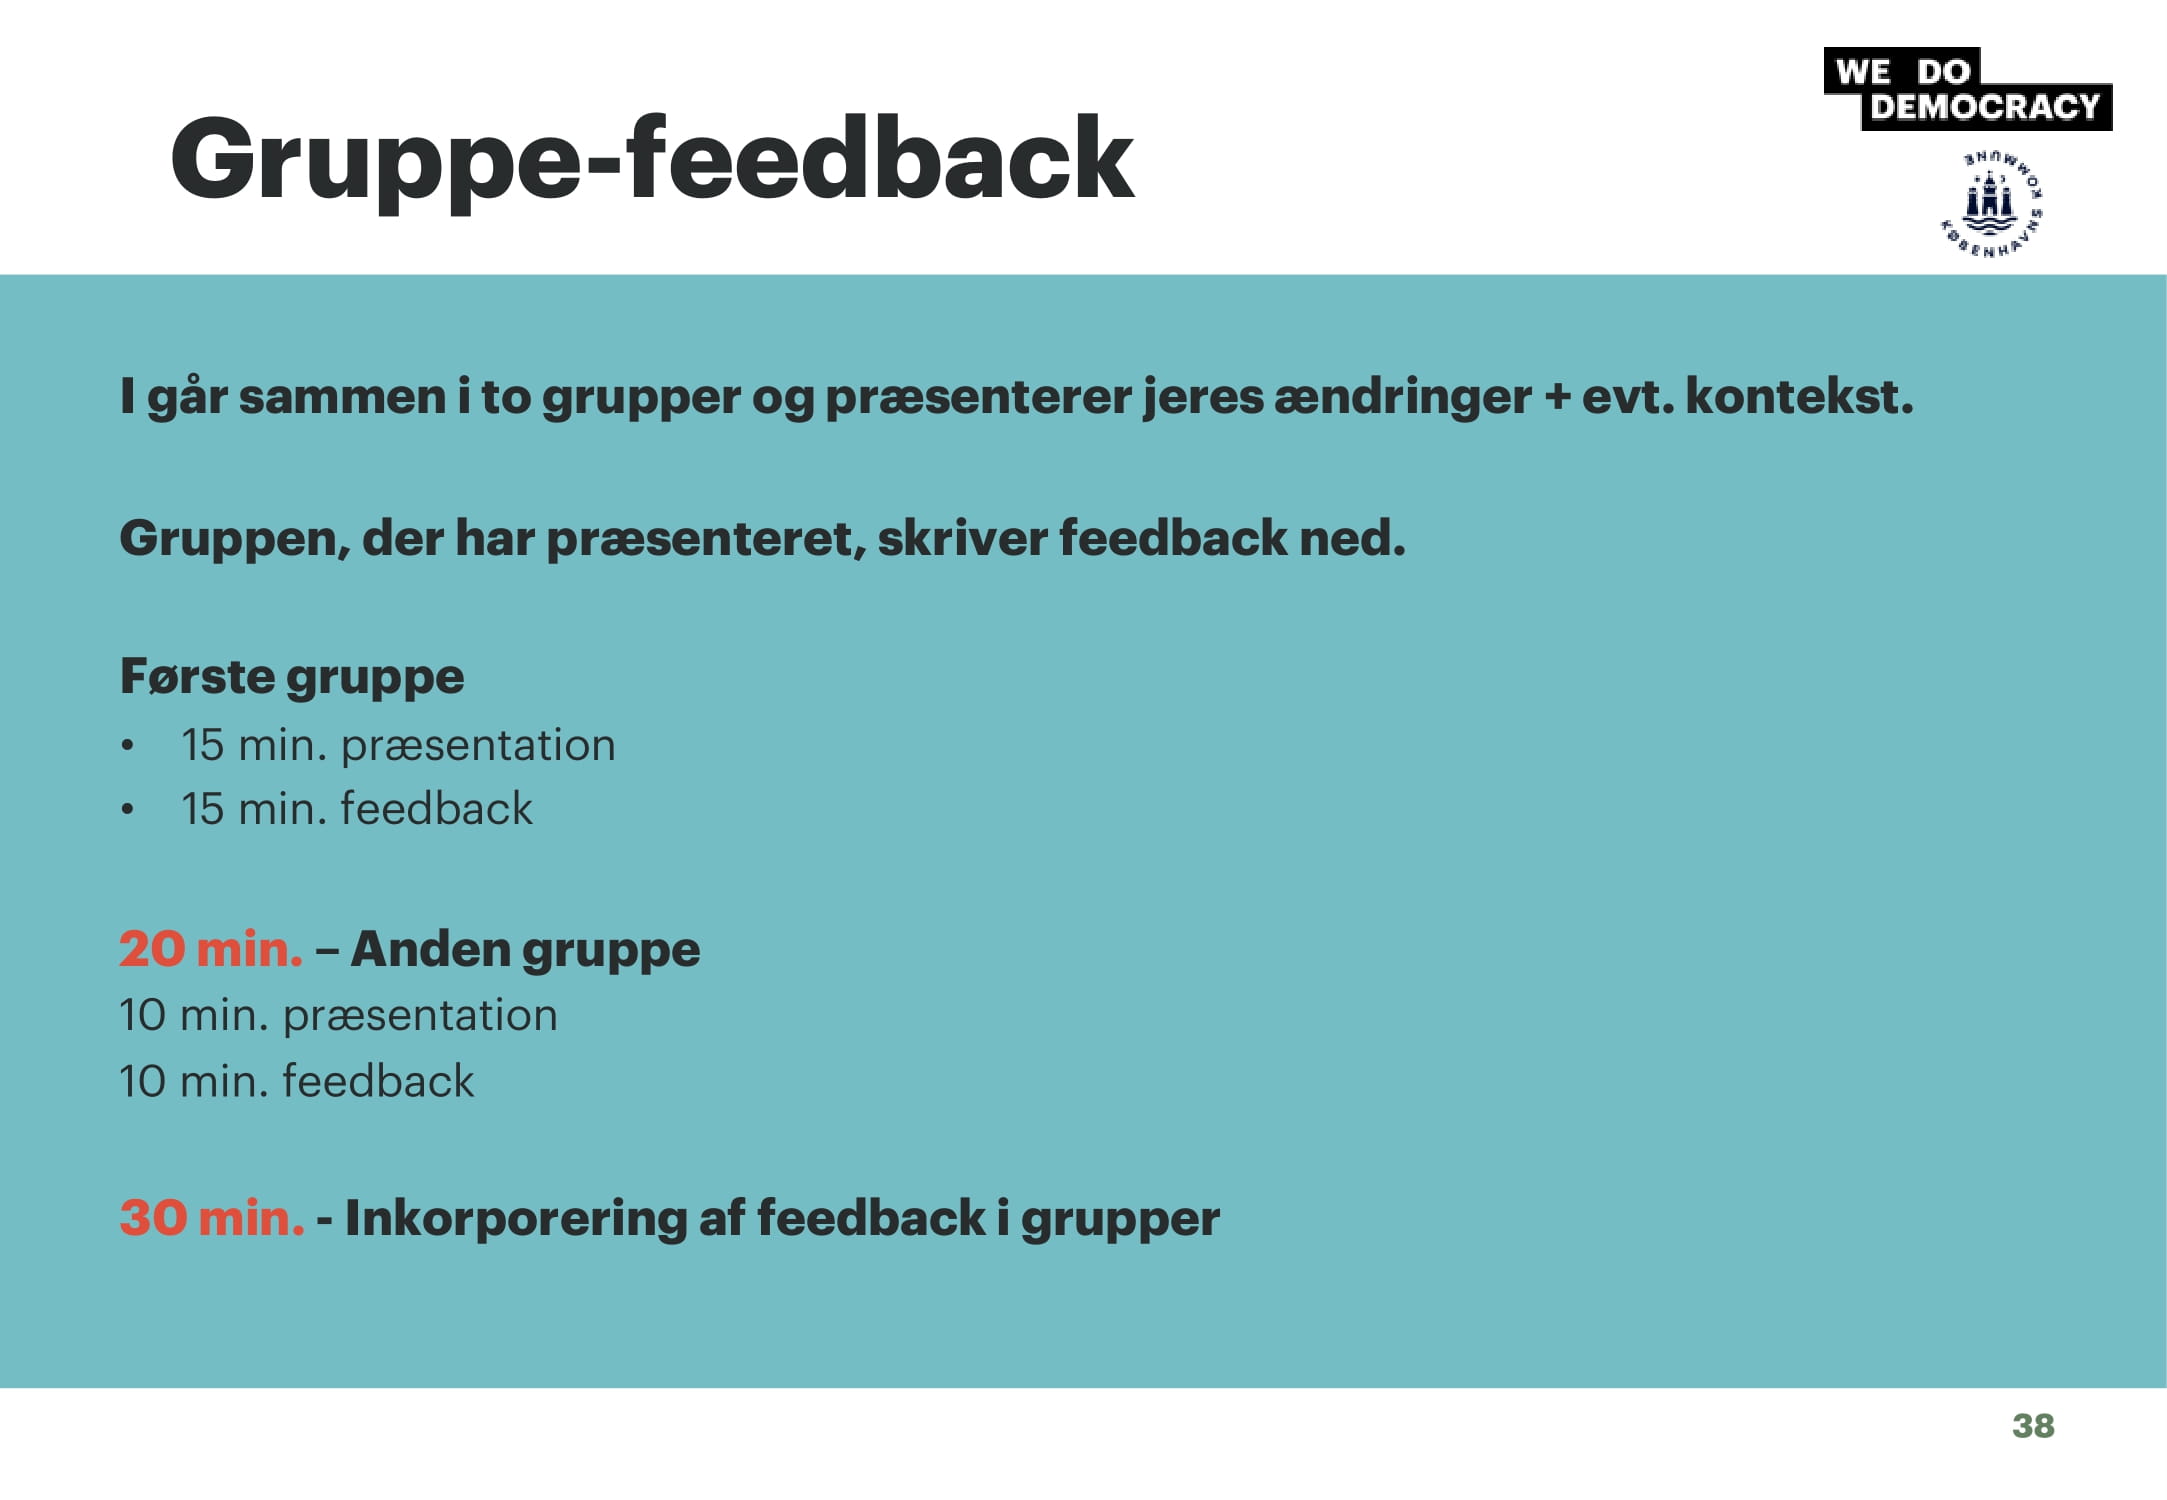 WE DO
DEMOCRACY
Gruppe-feedback
KØBENHAVNS KOMMUNE
I går sammen i to grupper og præsenterer jeres ændringer + evt. kontekst.
Gruppen, der har præsenteret, skriver feedback ned.
Første gruppe
• 15 min. præsentation
• 15 min. feedback
20 min. – Anden gruppe
10 min. præsentation
10 min. feedback
30 min. - Inkorporering af feedback i grupper
38